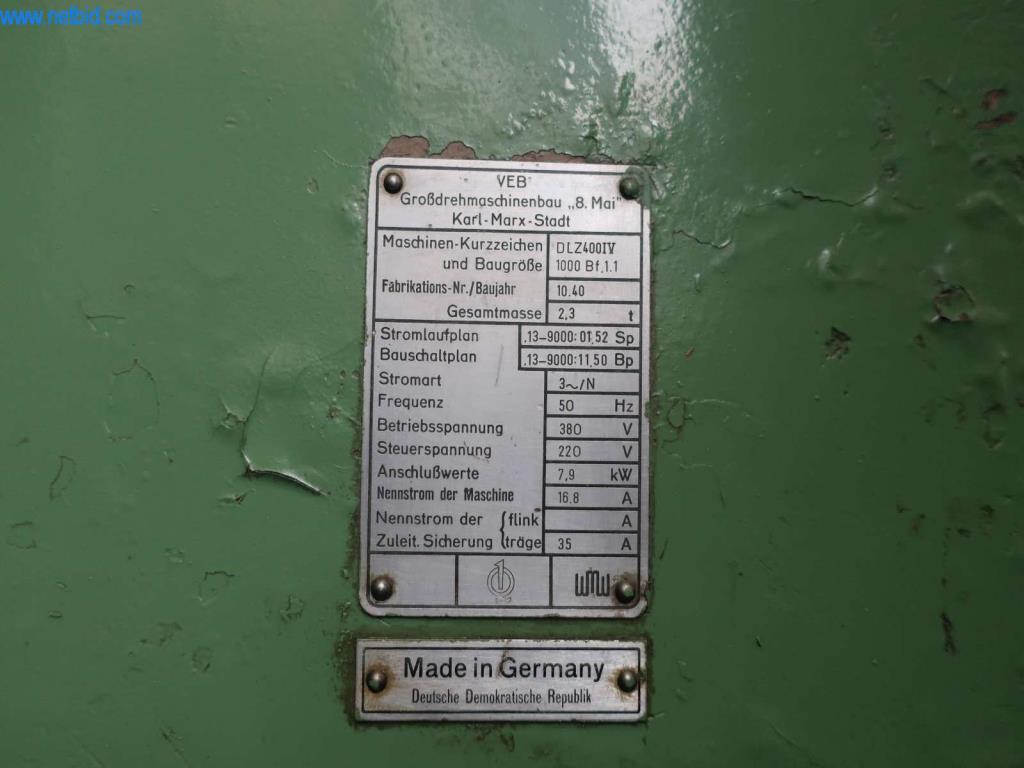 www.netbid.com
VEB
Großdrehmaschinenbau „8. Mai"
Karl-Marx-Stadt
Maschinen-Kurzzeichen DLZ400IV
und Baugröße 1000 Bf.1.1
Fabrikations-Nr./Baujahr 10.40
Gesamtmasse 2,3 t
Stromlaufplan .13-9000:01.52 Sp
Bauschaltplan .13-9000:11.50 Bp
Stromart 3~/N
Frequenz 50 Hz
Betriebsspannung 380 V
Steuerspannung 220 V
Anschlußwerte 7,9 kW
Nennstrom der Maschine 16.8 A
Nennstrom der { flink A
Zuleit. Sicherung { träge 35 A
1 WMW
Made in Germany
Deutsche Demokratische Republik